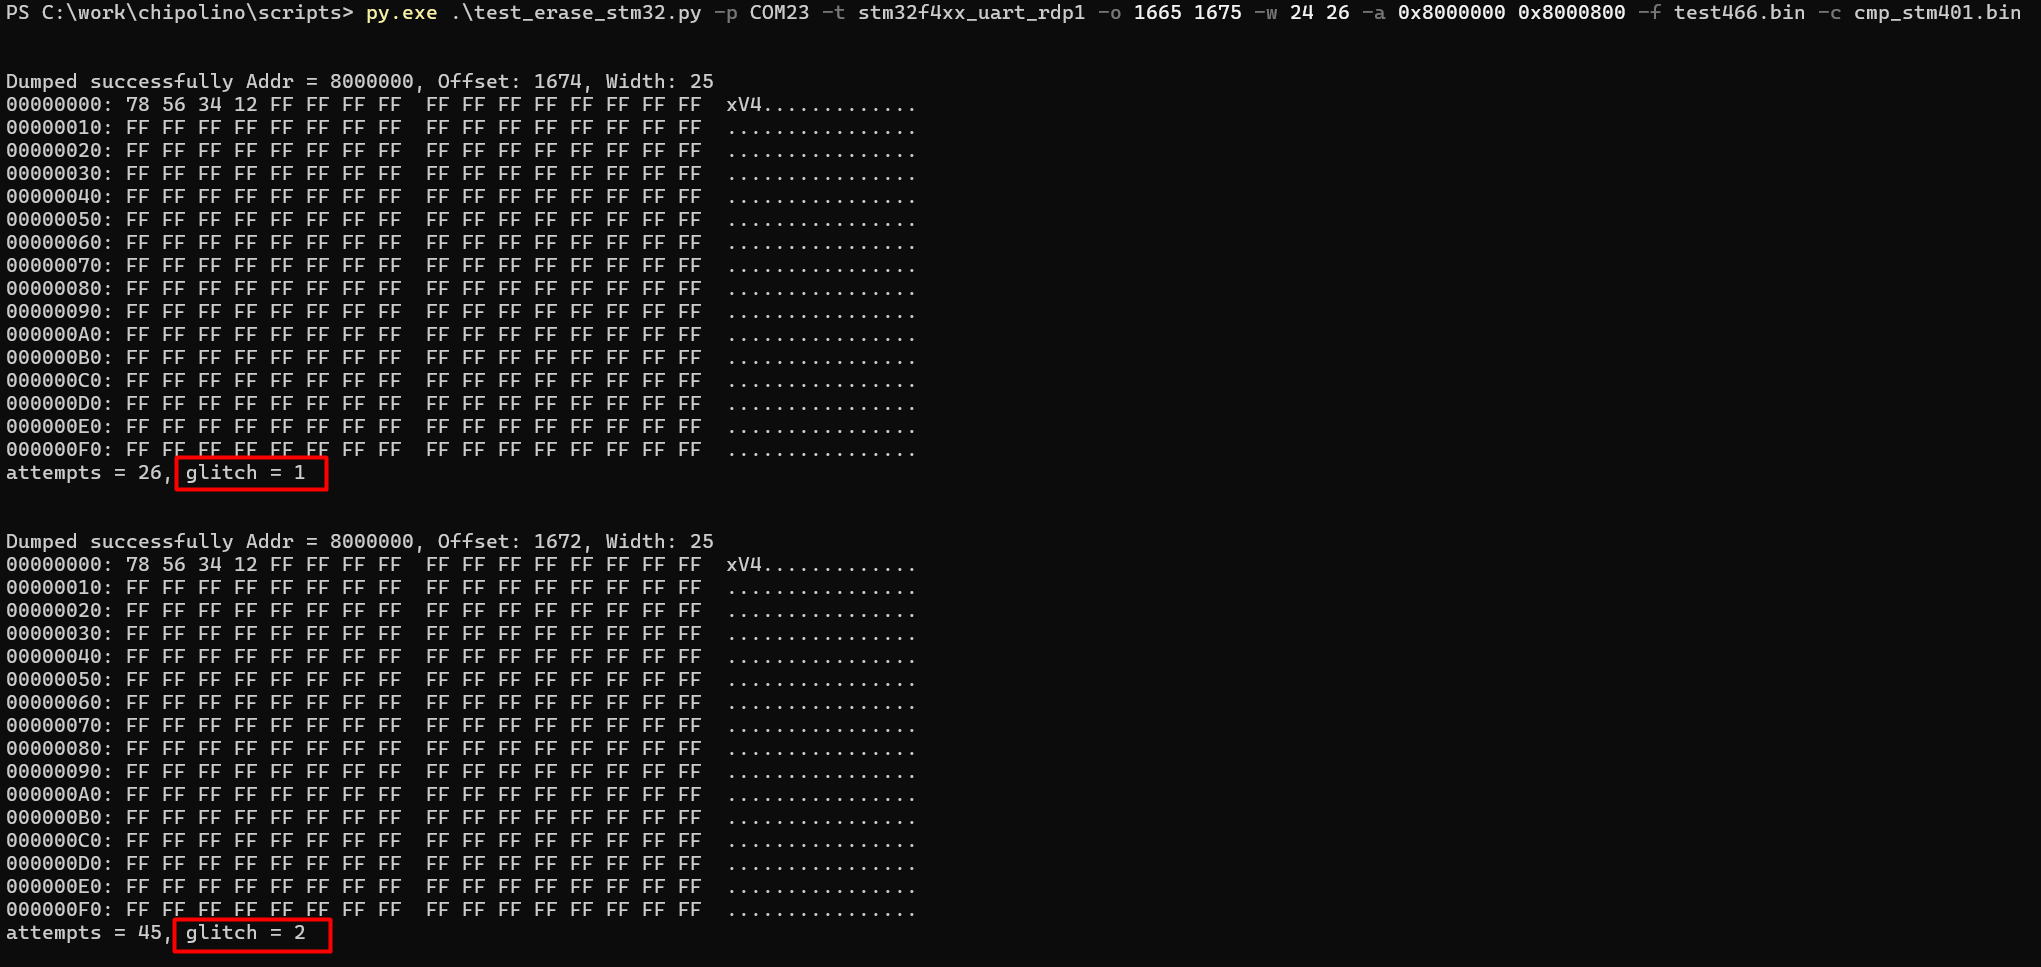 PS C:\work\chipolino\scripts> py.exe .\test_erase_stm32.py -p COM23 -t stm32f4xx_uart_rdp1 -o 1665 1675 -w 24 26 -a 0x8000000 0x8000800 -f test466.bin -c cmp_stm401.bin
Dumped successfully Addr = 8000000, Offset: 1674, Width: 25
00000000: 78 56 34 12 FF FF FF FF  FF FF FF FF FF FF FF FF  xV4.............
00000010: FF FF FF FF FF FF FF FF  FF FF FF FF FF FF FF FF  ................
00000020: FF FF FF FF FF FF FF FF  FF FF FF FF FF FF FF FF  ................
00000030: FF FF FF FF FF FF FF FF  FF FF FF FF FF FF FF FF  ................
00000040: FF FF FF FF FF FF FF FF  FF FF FF FF FF FF FF FF  ................
00000050: FF FF FF FF FF FF FF FF  FF FF FF FF FF FF FF FF  ................
00000060: FF FF FF FF FF FF FF FF  FF FF FF FF FF FF FF FF  ................
00000070: FF FF FF FF FF FF FF FF  FF FF FF FF FF FF FF FF  ................
00000080: FF FF FF FF FF FF FF FF  FF FF FF FF FF FF FF FF  ................
00000090: FF FF FF FF FF FF FF FF  FF FF FF FF FF FF FF FF  ................
000000A0: FF FF FF FF FF FF FF FF  FF FF FF FF FF FF FF FF  ................
000000B0: FF FF FF FF FF FF FF FF  FF FF FF FF FF FF FF FF  ................
000000C0: FF FF FF FF FF FF FF FF  FF FF FF FF FF FF FF FF  ................
000000D0: FF FF FF FF FF FF FF FF  FF FF FF FF FF FF FF FF  ................
000000E0: FF FF FF FF FF FF FF FF  FF FF FF FF FF FF FF FF  ................
000000F0: FF FF FF FF FF FF FF FF  FF FF FF FF FF FF FF FF  ................
attempts = 26, glitch = 1
Dumped successfully Addr = 8000000, Offset: 1672, Width: 25
00000000: 78 56 34 12 FF FF FF FF  FF FF FF FF FF FF FF FF  xV4.............
00000010: FF FF FF FF FF FF FF FF  FF FF FF FF FF FF FF FF  ................
00000020: FF FF FF FF FF FF FF FF  FF FF FF FF FF FF FF FF  ................
00000030: FF FF FF FF FF FF FF FF  FF FF FF FF FF FF FF FF  ................
00000040: FF FF FF FF FF FF FF FF  FF FF FF FF FF FF FF FF  ................
00000050: FF FF FF FF FF FF FF FF  FF FF FF FF FF FF FF FF  ................
00000060: FF FF FF FF FF FF FF FF  FF FF FF FF FF FF FF FF  ................
00000070: FF FF FF FF FF FF FF FF  FF FF FF FF FF FF FF FF  ................
00000080: FF FF FF FF FF FF FF FF  FF FF FF FF FF FF FF FF  ................
00000090: FF FF FF FF FF FF FF FF  FF FF FF FF FF FF FF FF  ................
000000A0: FF FF FF FF FF FF FF FF  FF FF FF FF FF FF FF FF  ................
000000B0: FF FF FF FF FF FF FF FF  FF FF FF FF FF FF FF FF  ................
000000C0: FF FF FF FF FF FF FF FF  FF FF FF FF FF FF FF FF  ................
000000D0: FF FF FF FF FF FF FF FF  FF FF FF FF FF FF FF FF  ................
000000E0: FF FF FF FF FF FF FF FF  FF FF FF FF FF FF FF FF  ................
000000F0: FF FF FF FF FF FF FF FF  FF FF FF FF FF FF FF FF  ................
attempts = 45, glitch = 2